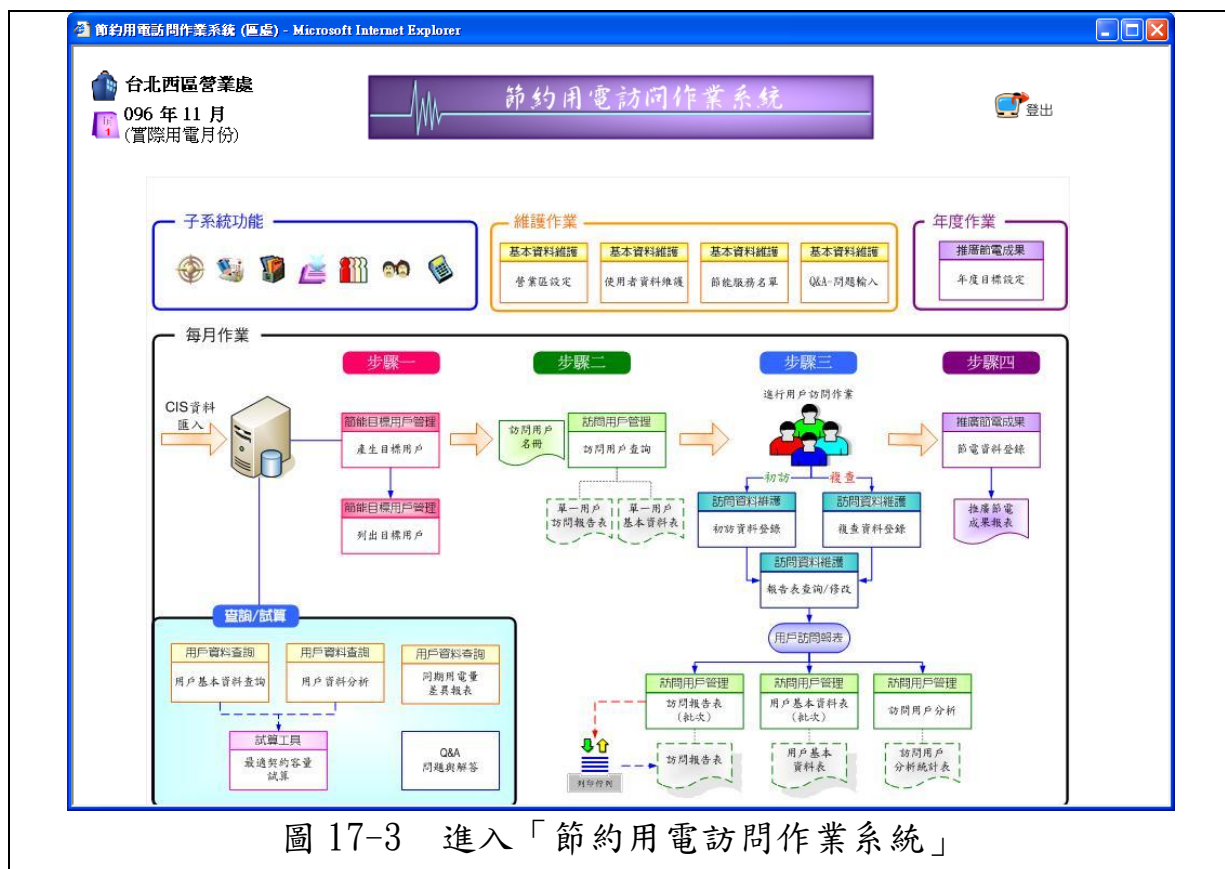 節約用電訪問作業系統 (區處) - Microsoft Internet Explorer
台北西區營業處
096 年 11 月
(實際用電月份)
節約用電訪問作業系統
登出
子系統功能
維護作業
基本資料維護
營業區設定
基本資料維護
使用者資料維護
基本資料維護
節能服務名單
基本資料維護
Q&A-問題輸入
年度作業
推廣節電成果
年度目標設定
每月作業
步驟一
步驟二
步驟三
步驟四
CIS資料
匯入
節能目標用戶管理
產生目標用戶
節能目標用戶管理
列出目標用戶
訪問用戶
名冊
訪問用戶管理
訪問用戶查詢
單一用戶
訪問報告表
單一用戶
基本資料表
進行用戶訪問作業
初訪
複查
訪問資料維護
初訪資料登錄
訪問資料維護
複查資料登錄
訪問資料維護
報告表查詢/修改
用戶訪問報表
推廣節電成果
節電資料登錄
推廣節電
成果報表
查詢/試算
用戶資料查詢
用戶基本資料查詢
用戶資料查詢
用戶資料分析
用戶資料查詢
同期用電量
差異報表
試算工具
最適契約容量
試算
Q&A
問題與解答
訪問用戶管理
訪問報告表
(批次)
訪問用戶管理
用戶基本資料表
(批次)
訪問用戶管理
訪問用戶分析
列印佇列
訪問報告表
用戶基本
資料表
訪問用戶
分析統計表
圖 17-3 進入「節約用電訪問作業系統」